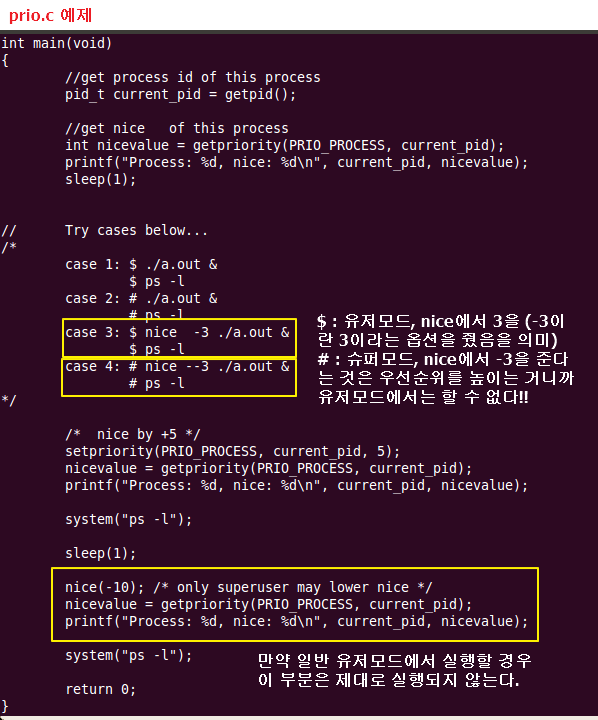 prio.c 예제
int main(void)
{
        //get process id of this process
        pid_t current_pid = getpid();
        //get nice   of this process
        int nicevalue = getpriority(PRIO_PROCESS, current_pid);
        printf("Process: %d, nice: %d\n", current_pid, nicevalue);
        sleep(1);
//      Try cases below...
/*
        case 1: $ ./a.out &
                $ ps -l
        case 2: # ./a.out &
                # ps -l
        case 3: $ nice  -3 ./a.out &
                $ ps -l
        case 4: # nice --3 ./a.out &
                # ps -l
*/
$ : 유저모드, nice에서 3을 (-3이
란 3이라는 옵션을 줬음을 의미)
# : 슈퍼모드, nice에서 -3을 준다
는 것은 우선순위를 높이는 거니까
유저모드에서는 할 수 없다!!
        /*  nice by +5 */
        setpriority(PRIO_PROCESS, current_pid, 5);
        nicevalue = getpriority(PRIO_PROCESS, current_pid);
        printf("Process: %d, nice: %d\n", current_pid, nicevalue);
        system("ps -l");
        sleep(1);
        nice(-10); /* only superuser may lower nice */
        nicevalue = getpriority(PRIO_PROCESS, current_pid);
        printf("Process: %d, nice: %d\n", current_pid, nicevalue);
        system("ps -l");
만약 일반 유저모드에서 실행할 경우
이 부분은 제대로 실행되지 않는다.
        return 0;
}